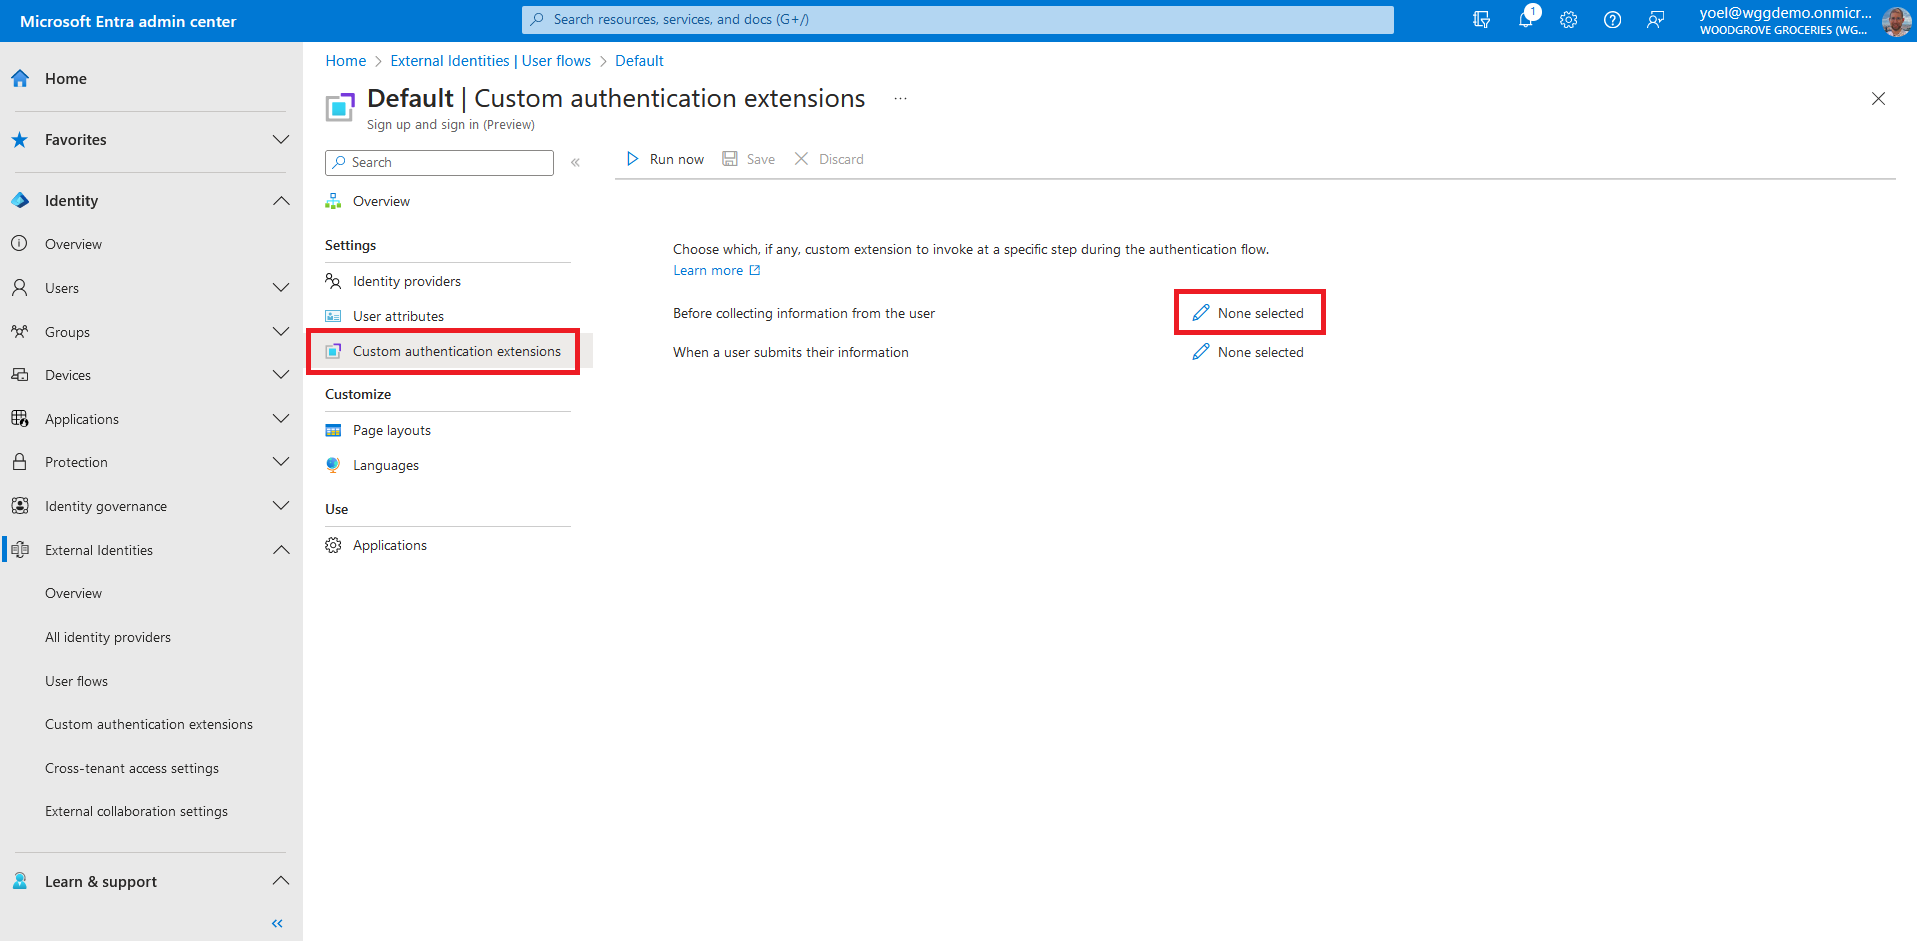 Microsoft Entra admin center
Search resources, services, and docs (G+/)
1
yoel@wggdemo.onmicr...
WOODGROVE GROCERIES (WG...
Home
Favorites
Identity
Overview
Users
Groups
Devices
Applications
Protection
Identity governance
External Identities
Overview
All identity providers
User flows
Custom authentication extensions
Cross-tenant access settings
External collaboration settings
Learn & support
Home > External Identities | User flows > Default
Default | Custom authentication extensions ...
Sign up and sign in (Preview)
Search
Overview
Settings
Identity providers
User attributes
Custom authentication extensions
Customize
Page layouts
Languages
Use
Applications
Run now Save Discard
Choose which, if any, custom extension to invoke at a specific step during the authentication flow.
Learn more
Before collecting information from the user None selected
When a user submits their information None selected